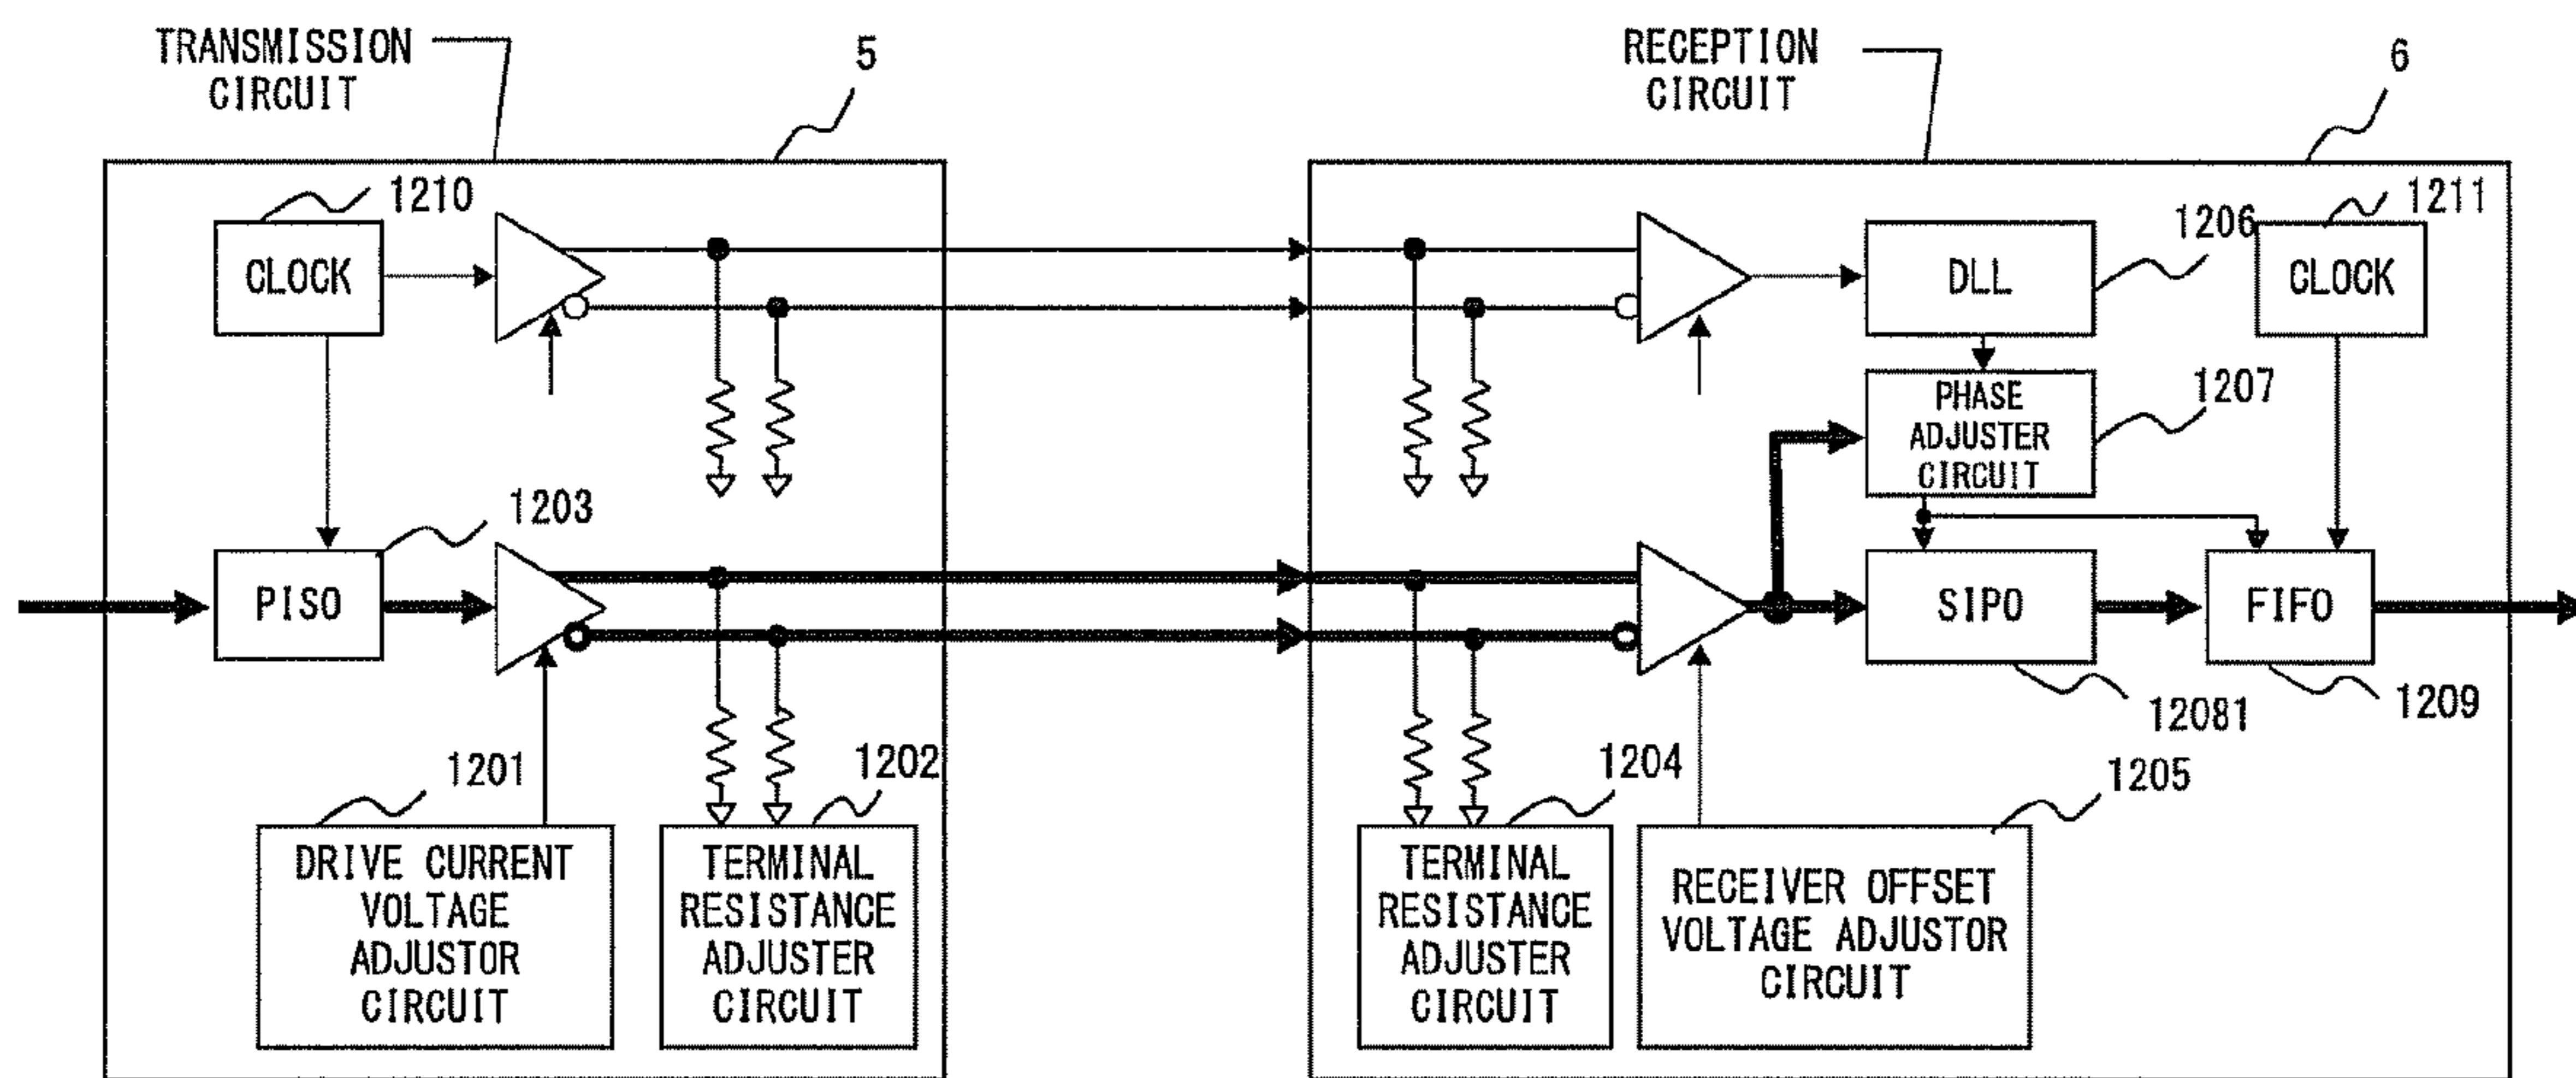 TRANSMISSION
CIRCUIT
5
RECEPTION
CIRCUIT
6
1210
CLOCK
1206
1211
DLL
CLOCK
1207
PHASE
ADJUSTER
CIRCUIT
1203
PISO
SIPO
FIFO
12081
1209
1201
1202
1204
1205
DRIVE CURRENT
VOLTAGE
ADJUSTOR
CIRCUIT
TERMINAL
RESISTANCE
ADJUSTER
CIRCUIT
TERMINAL
RESISTANCE
ADJUSTER
CIRCUIT
RECEIVER OFFSET
VOLTAGE ADJUSTOR
CIRCUIT